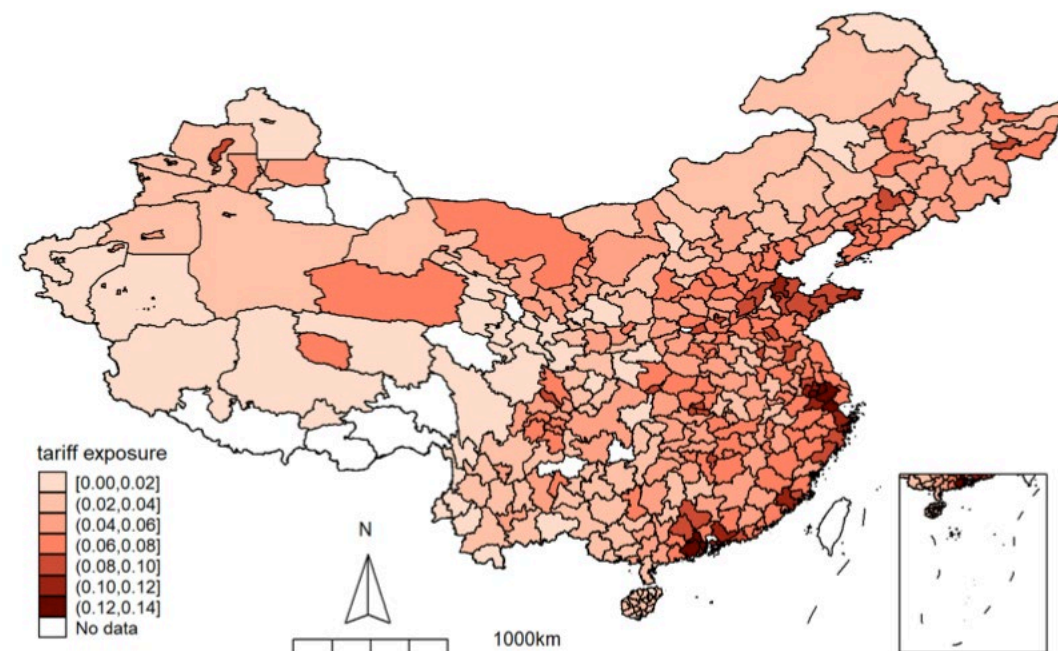 tariff exposure
[0.00,0.02]
(0.02,0.04]
(0.04,0.06]
(0.06,0.08]
(0.08,0.10]
(0.10,0.12]
(0.12,0.14]
No data
N
1000km